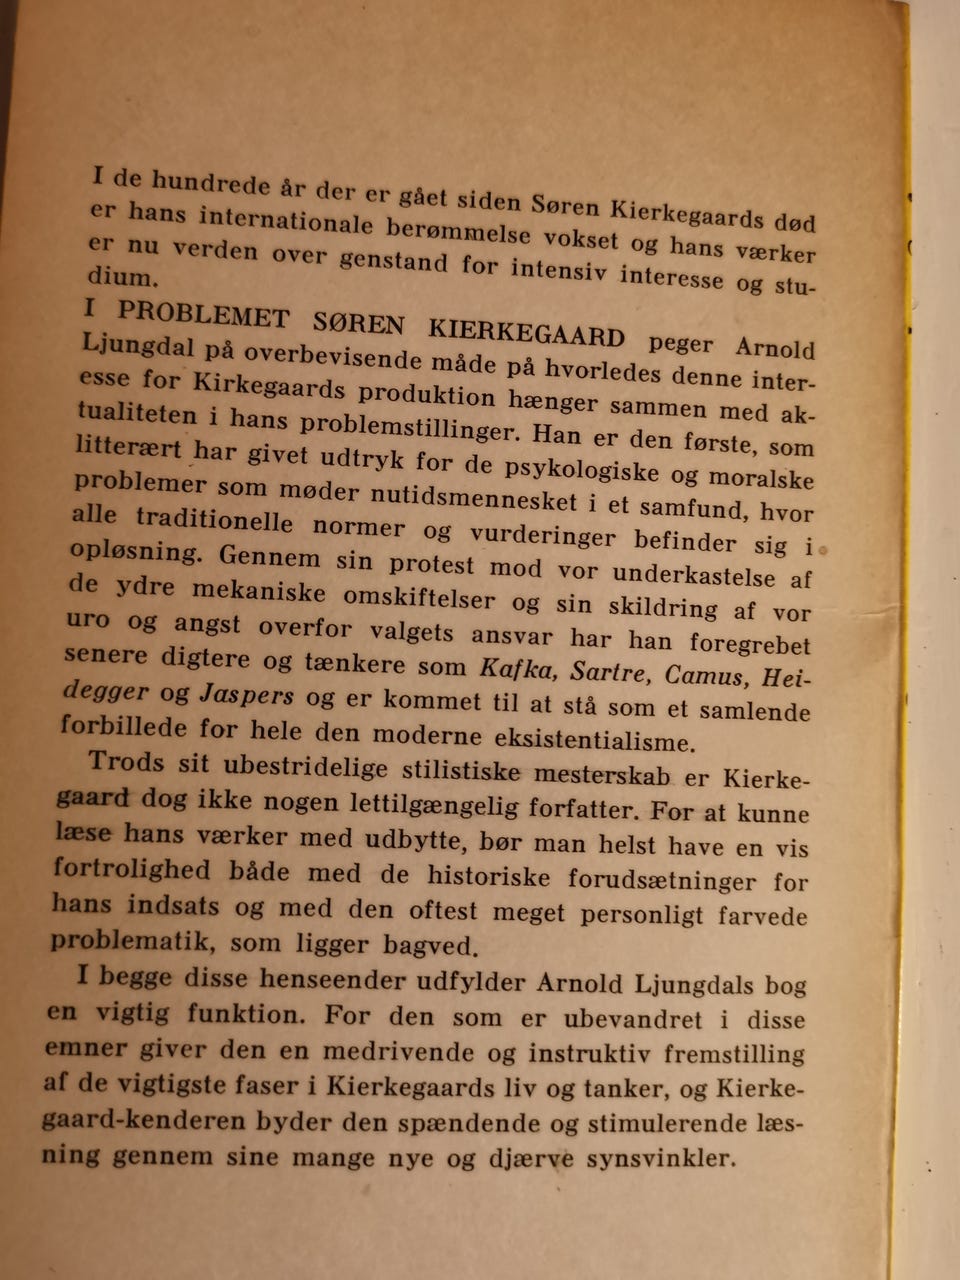 I de hundrede år der er gået siden Søren Kierkegaards død
er hans internationale berømmelse vokset og hans værker
er nu verden over genstand for intensiv interesse og stu-
dium.
I PROBLEMET SØREN KIERKEGAARD peger Arnold
Ljungdal på overbevisende måde på hvorledes denne inter-
esse for Kirkegaards produktion hænger sammen med ak-
tualiteten i hans problemstillinger. Han er den første, som
litterært har givet udtryk for de psykologiske og moralske
problemer som møder nutidsmennesket i et samfund, hvor
alle traditionelle normer og vurderinger befinder sig i
opløsning. Gennem sin protest mod vor underkastelse af
de ydre mekaniske omskiftelser og sin skildring af vor
uro og angst overfor valgets ansvar har han foregrebet
senere digtere og tænkere som Kafka, Sartre, Camus, Hei-
degger og Jaspers og er kommet til at stå som et samlende
forbillede for hele den moderne eksistentialisme.
Trods sit ubestridelige stilistiske mesterskab er Kierke-
gaard dog ikke nogen lettilgængelig forfatter. For at kunne
læse hans værker med udbytte, bør man helst have en vis
fortrolighed både med de historiske forudsætninger for
hans indsats og med den oftest meget personligt farvede
problematik, som ligger bagved.
I begge disse henseender udfylder Arnold Ljungdals bog
en vigtig funktion. For den som er ubevandret i disse
emner giver den en medrivende og instruktiv fremstilling
af de vigtigste faser i Kierkegaards liv og tanker, og Kierke-
gaard-kenderen byder den spændende og stimulerende læs-
ning gennem sine mange nye og djærve synsvinkler.